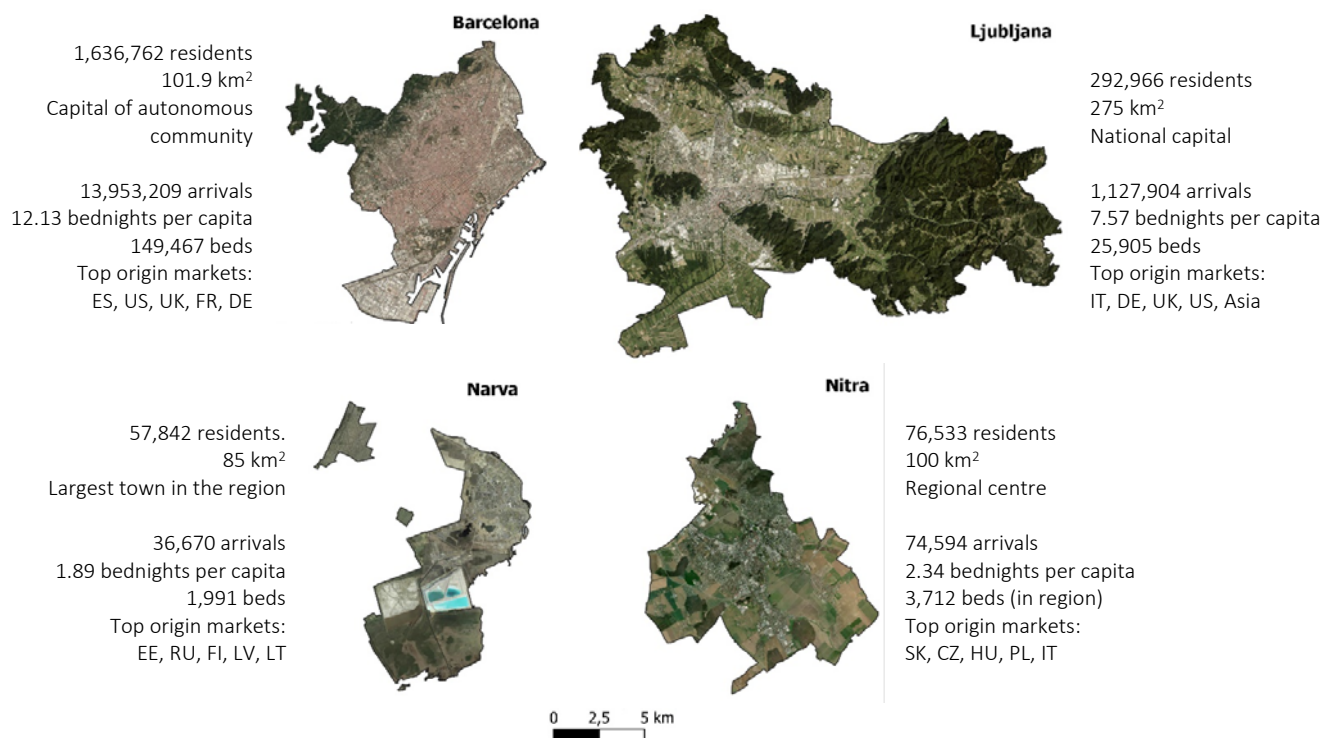 Barcelona
1,636,762 residents
101.9 km²
Capital of autonomous
community
13,953,209 arrivals
12.13 bednights per capita
149,467 beds
Top origin markets:
ES, US, UK, FR, DE
Ljubljana
292,966 residents
275 km²
National capital
1,127,904 arrivals
7.57 bednights per capita
25,905 beds
Top origin markets:
IT, DE, UK, US, Asia
Narva
57,842 residents.
85 km²
Largest town in the region
36,670 arrivals
1.89 bednights per capita
1,991 beds
Top origin markets:
EE, RU, FI, LV, LT
Nitra
76,533 residents
100 km²
Regional centre
74,594 arrivals
2.34 bednights per capita
3,712 beds (in region)
Top origin markets:
SK, CZ, HU, PL, IT
0 2,5 5 km